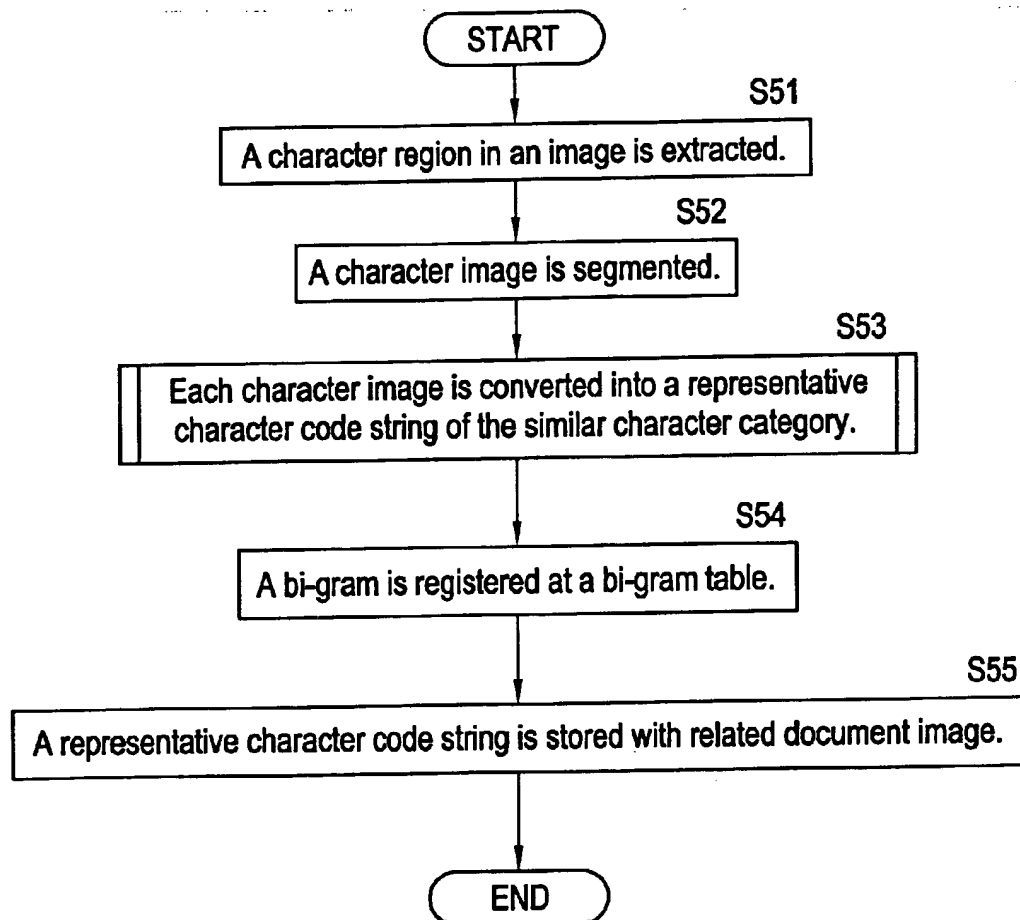 START
S51
A character region in an image is extracted.
S52
A character image is segmented.
S53
Each character image is converted into a representative
character code string of the similar character category.
S54
A bi-gram is registered at a bi-gram table.
S55
A representative character code string is stored with related document image.
END